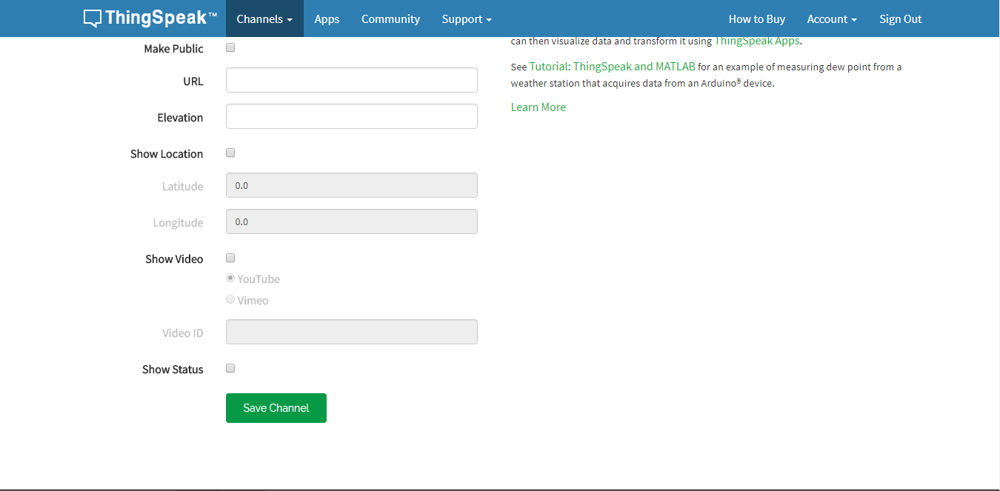 ThingSpeak™ Channels Apps Community Support How to Buy Account Sign Out
Make Public
URL
Elevation
Show Location
Latitude 0.0
Longitude 0.0
Show Video
YouTube
Vimeo
Video ID
Show Status
Save Channel
can then visualize data and transform it using ThingSpeak Apps.
See Tutorial: ThingSpeak and MATLAB for an example of measuring dew point from a
weather station that acquires data from an Arduino® device.
Learn More